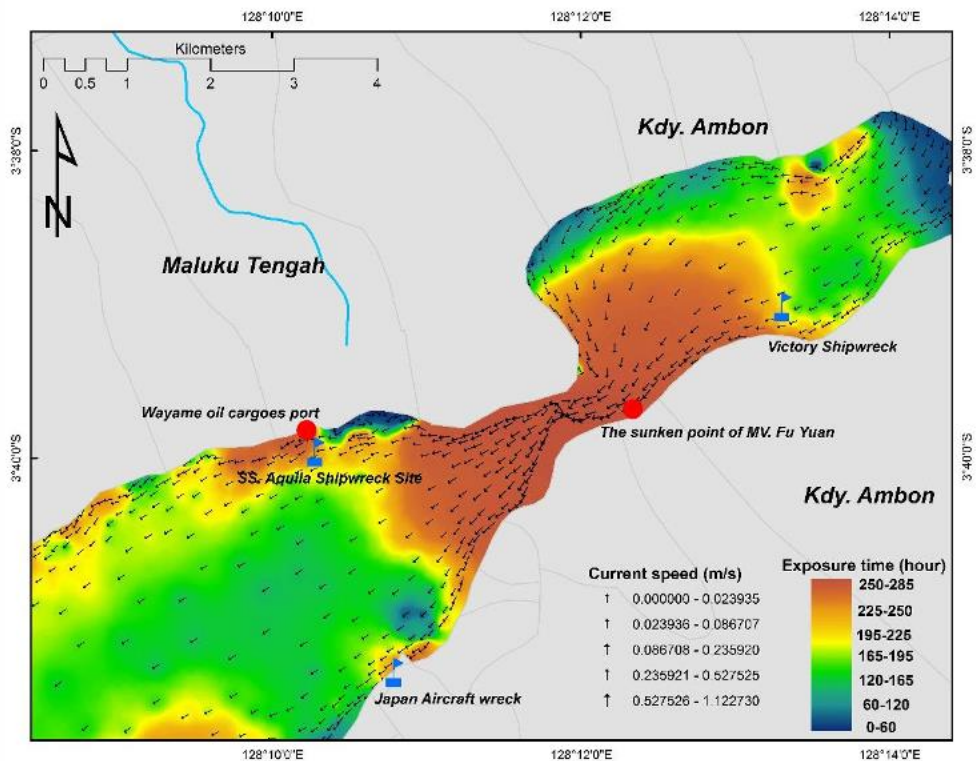 128°10'0"E 128°12'0"E 128°14'0"E
Kilometers
0 0.5 1 2 3 4
3°38'0"S
3°38'0"S
N
Kdy. Ambon
Maluku Tengah
Victory Shipwreck
Wayame oil cargoes port
The sunken point of MV. Fu Yuan
3°40'0"S
3°40'0"S
SS. Aquila Shipwreck Site
Kdy. Ambon
Japan Aircraft wreck
Current speed (m/s)
0.000000 - 0.023935
0.023936 - 0.086707
0.086708 - 0.235920
0.235921 - 0.527525
0.527526 - 1.122730
Exposure time (hour)
250-285
225-250
195-225
165-195
120-165
60-120
0-60
128°10'0"E 128°12'0"E 128°14'0"E